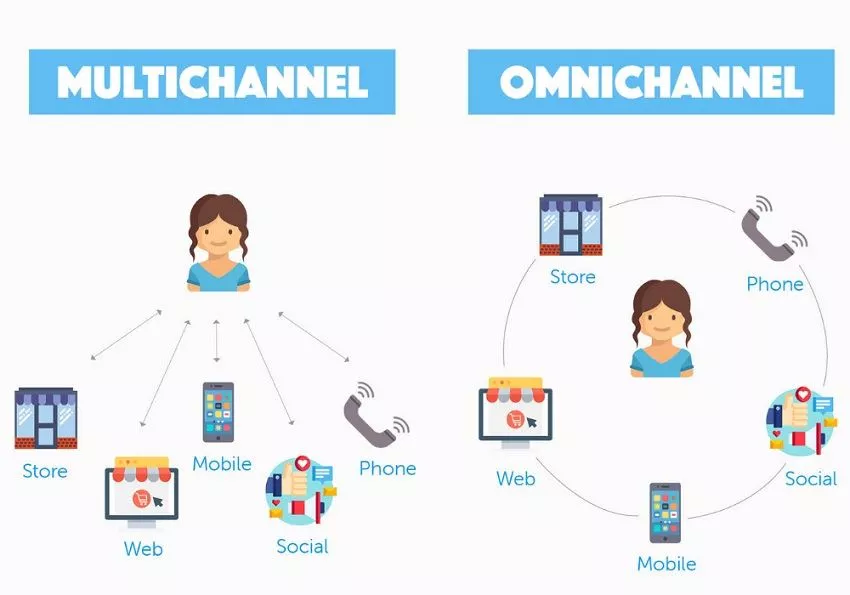 MULTICHANNEL
Store
Web
Mobile
Social
Phone
OMNICHANNEL
Store
Phone
Web
Social
Mobile